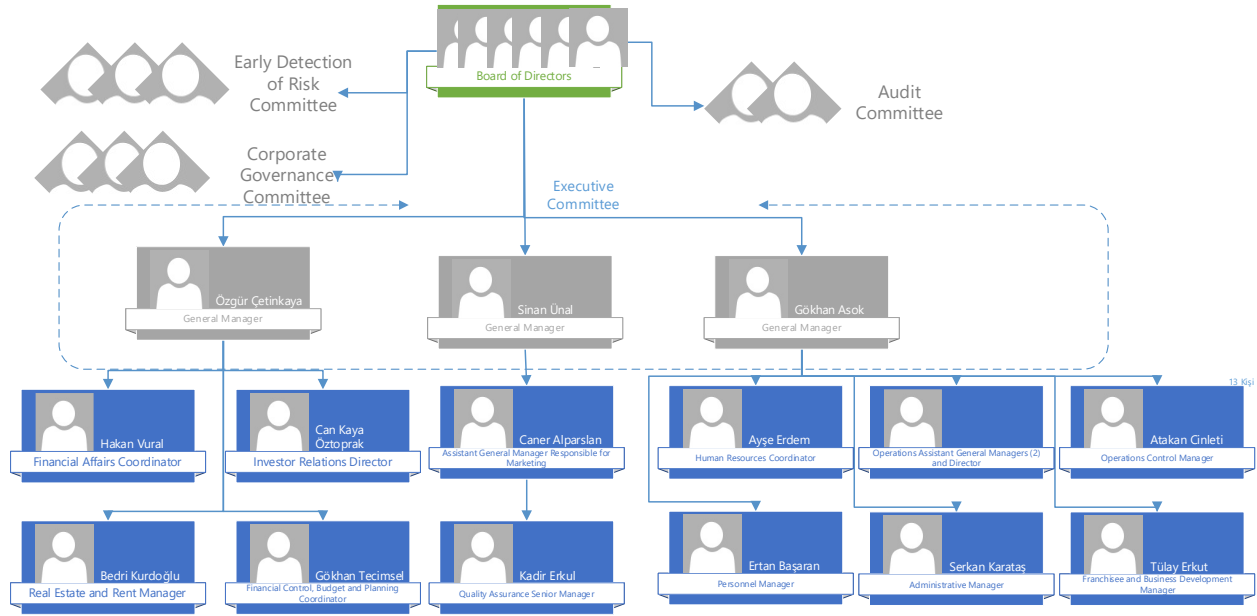 Board of Directors
Early Detection
of Risk
Committee
Audit
Committee
Corporate
Governance
Committee
Executive
Committee
Özgür Çetinkaya
General Manager
Sinan Ünal
General Manager
Gökhan Asok
General Manager
13 Kişi
Hakan Vural
Financial Affairs Coordinator
Can Kaya
Öztoprak
Investor Relations Director
Caner Alparslan
Assistant General Manager Responsible for
Marketing
Ayşe Erdem
Human Resources Coordinator
Operations Assistant General Managers (2)
and Director
Atakan Cinleti
Operations Control Manager
Bedri Kurdoğlu
Real Estate and Rent Manager
Gökhan Tecimsel
Financial Control, Budget and Planning
Coordinator
Kadir Erkul
Quality Assurance Senior Manager
Ertan Başaran
Personnel Manager
Serkan Karataş
Administrative Manager
Tülay Erkut
Franchisee and Business Development
Manager